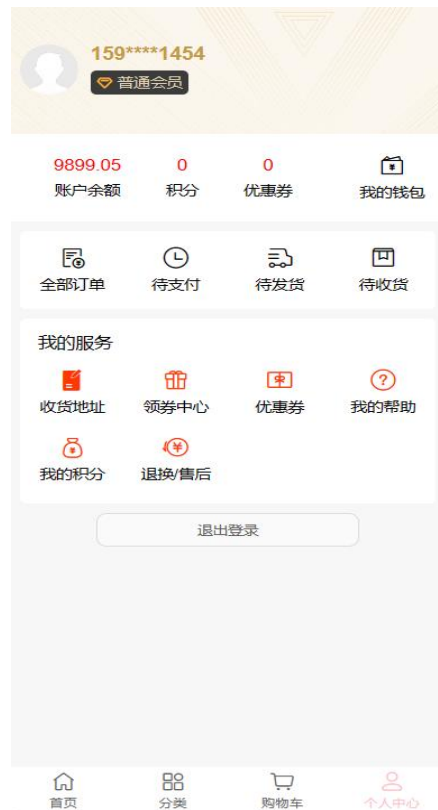 159****1454
普通会员
9899.05 0 0
账户余额 积分 优惠券 我的钱包
全部订单 待支付 待发货 待收货
我的服务
收货地址 领券中心 优惠券 我的帮助
我的积分 退换/售后
退出登录
首页 分类 购物车 个人中心